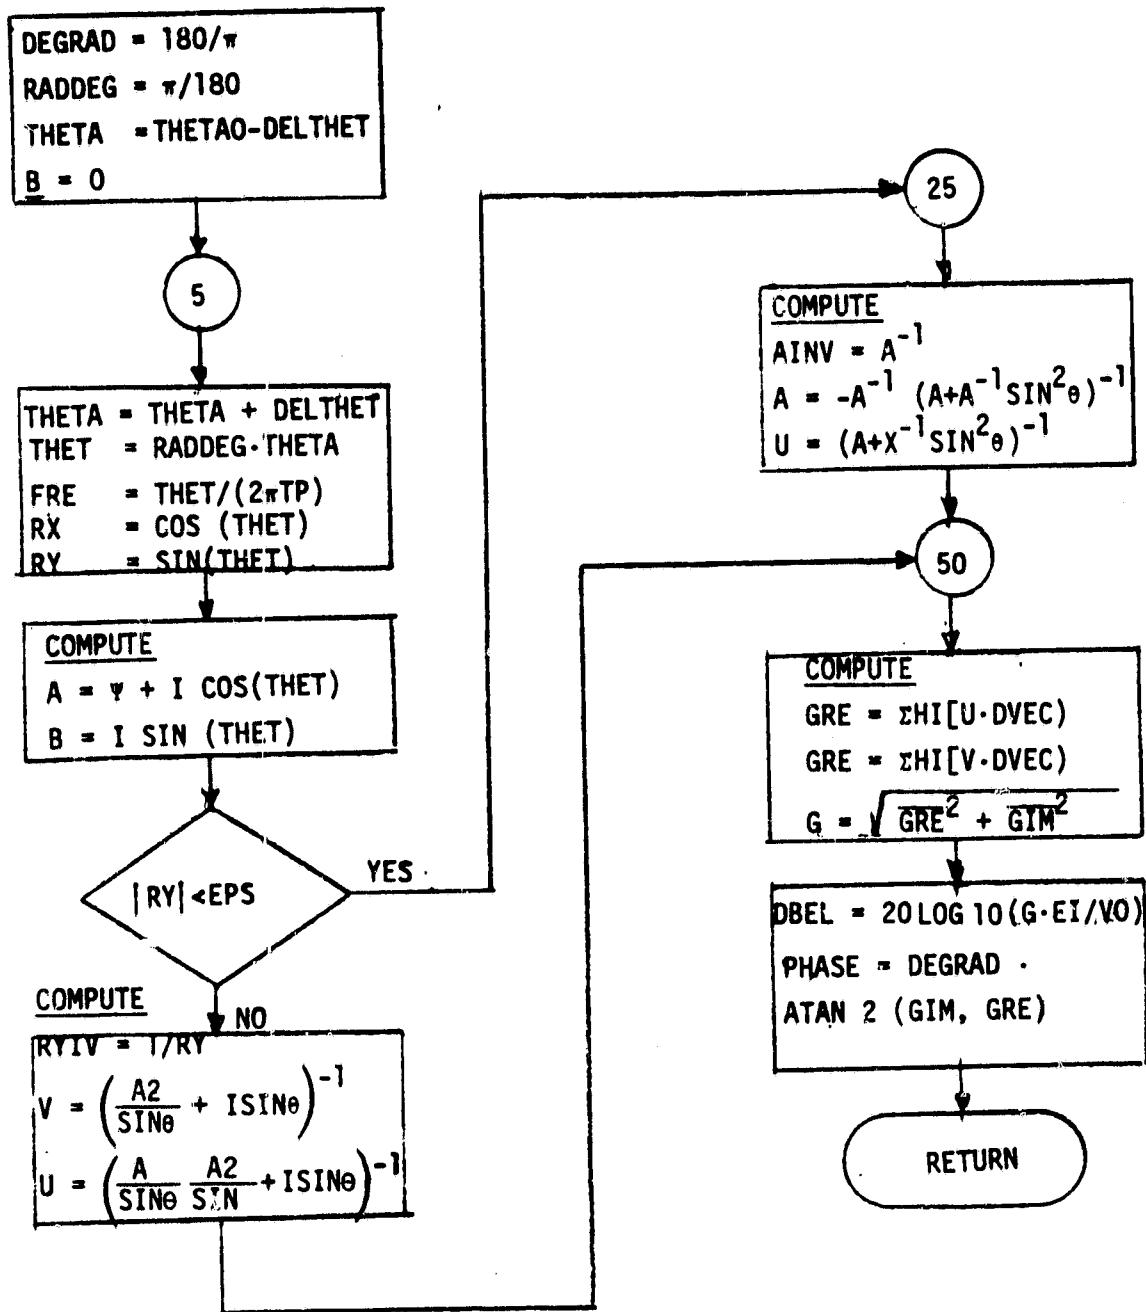 DEGRAD = 180/π
RADDEG = π/180
THETA = THETAO-DELTHET
B = 0
5
THETA = THETA + DELTHET
THET = RADDEG·THETA
FRE = THET/(2πTP)
RX = COS (THET)
RY = SIN(THET)
COMPUTE
A = Ψ + I COS(THET)
B = I SIN (THET)
|RY|<EPS
YES
NO
COMPUTE
RYIV = 1/RY
V = (A2/SINθ + ISINθ)^-1
U = (A/SINθ A2/SIN + ISINθ)^-1
25
COMPUTE
AINV = A^-1
A = -A^-1 (A+A^-1 SIN^2θ)^-1
U = (A+X^-1 SIN^2θ)^-1
50
COMPUTE
GRE = ΣHI[U·DVEC)
GRE = ΣHI[V·DVEC)
G = √GRE^2 + GIM^2
DBEL = 20 LOG 10(G·EI/VO)
PHASE = DEGRAD ·
ATAN 2 (GIM, GRE)
RETURN